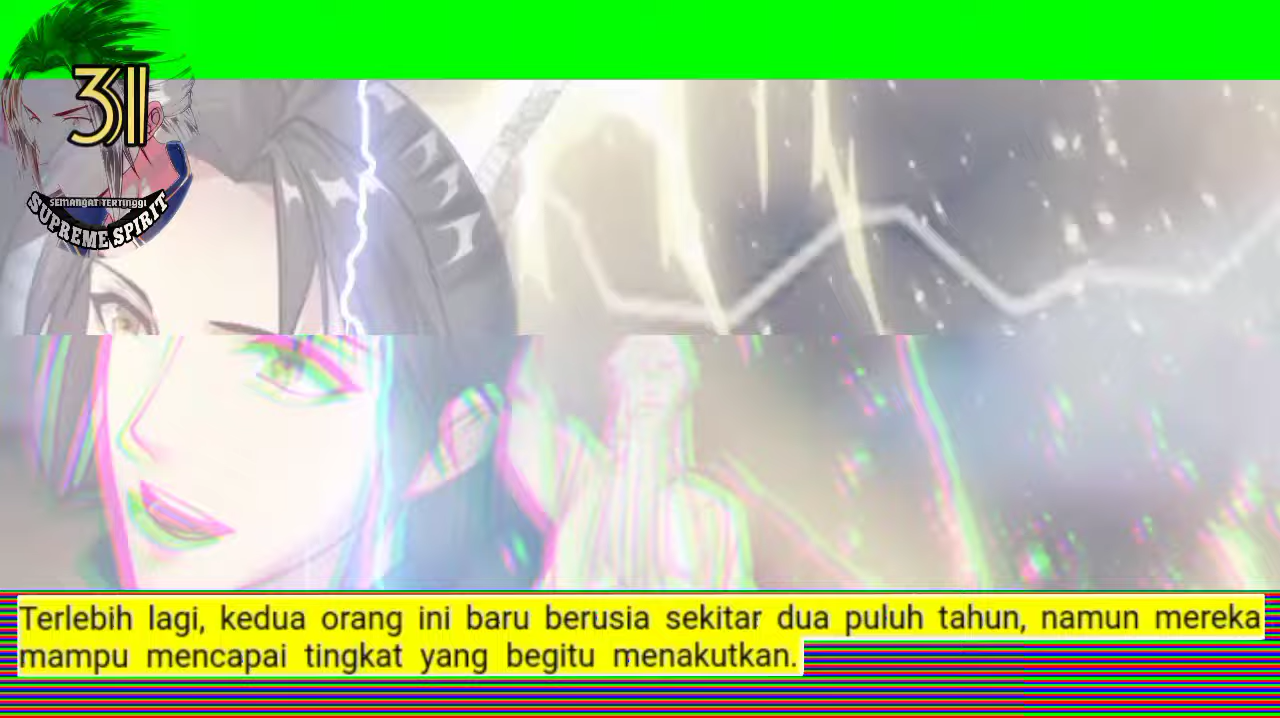 31
SEMANGAT TERTINGGI
SUPREME SPIRIT
Terlebih lagi, kedua orang ini baru berusia sekitar dua puluh tahun, namun mereka
mampu mencapai tingkat yang begitu menakutkan.